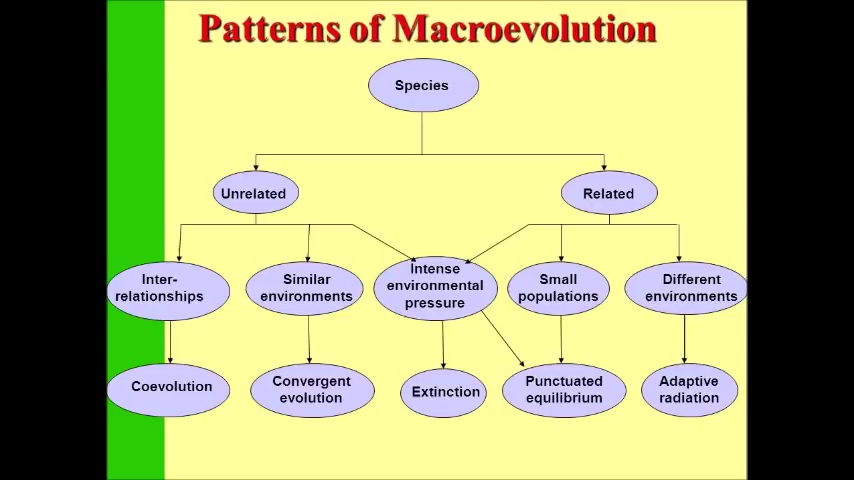 Patterns of Macroevolution
Species
Unrelated
Related
Inter-
relationships
Similar
environments
Intense
environmental
pressure
Small
populations
Different
environments
Coevolution
Convergent
evolution
Extinction
Punctuated
equilibrium
Adaptive
radiation